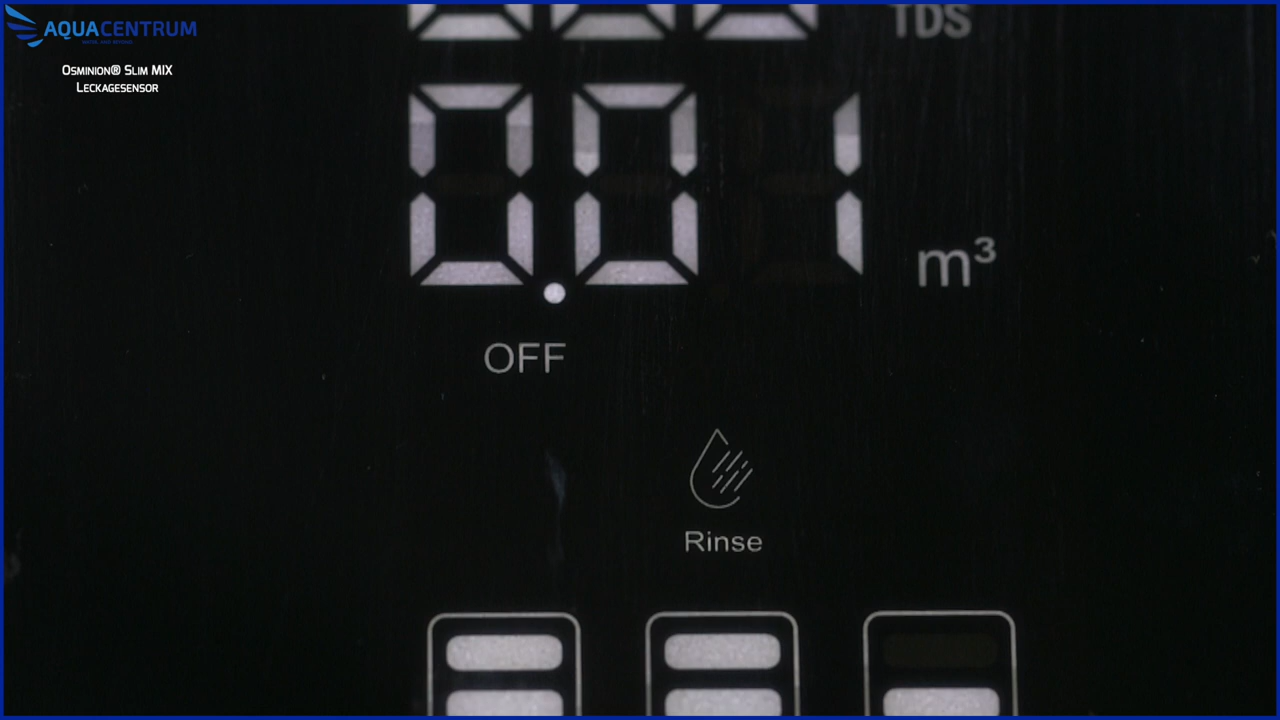 AQUACENTRUM
Osminion® Slim MIX
Leckagesensor
TDS
0.01 m³
OFF
Rinse